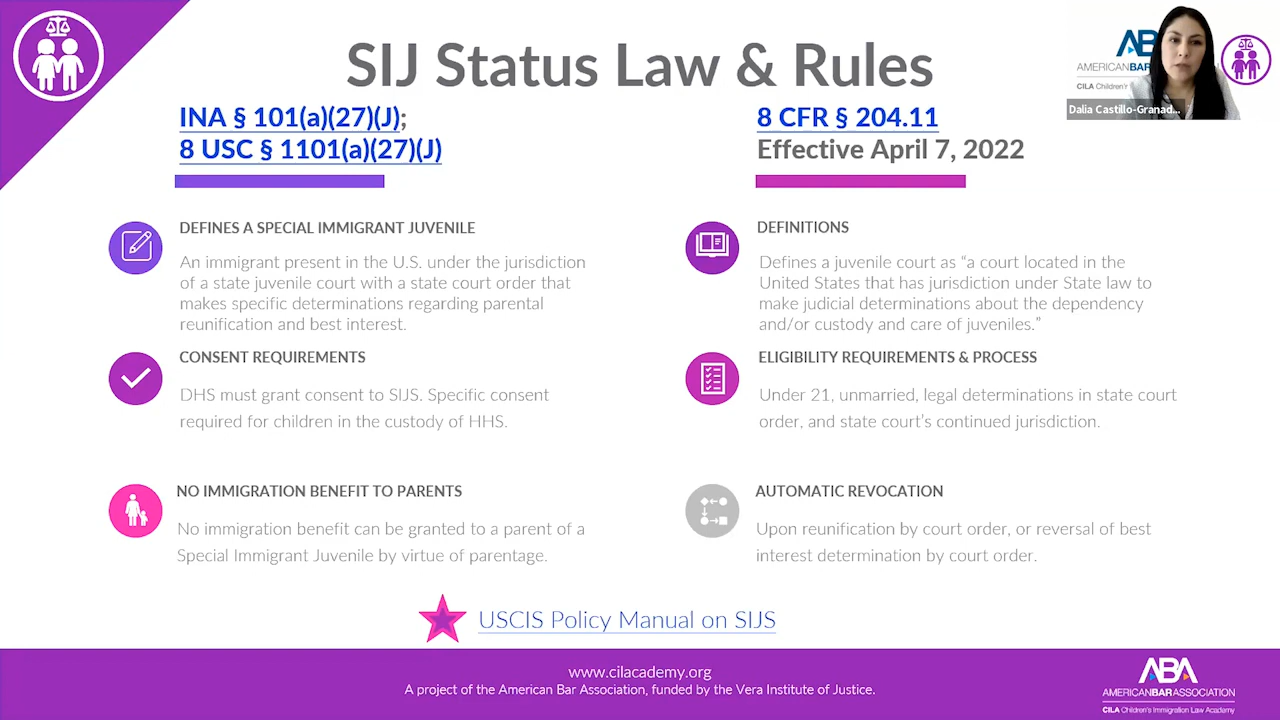 SIJ Status Law & Rules
INA § 101(a)(27)(J);
8 USC § 1101(a)(27)(J)
DEFINES A SPECIAL IMMIGRANT JUVENILE
An immigrant present in the U.S. under the jurisdiction
of a state juvenile court with a state court order that
makes specific determinations regarding parental
reunification and best interest.
CONSENT REQUIREMENTS
DHS must grant consent to SIJS. Specific consent
required for children in the custody of HHS.
NO IMMIGRATION BENEFIT TO PARENTS
No immigration benefit can be granted to a parent of a
Special Immigrant Juvenile by virtue of parentage.
8 CFR § 204.11
Effective April 7, 2022
DEFINITIONS
Defines a juvenile court as “a court located in the
United States that has jurisdiction under State law to
make judicial determinations about the dependency
and/or custody and care of juveniles.”
ELIGIBILITY REQUIREMENTS & PROCESS
Under 21, unmarried, legal determinations in state court
order, and state court’s continued jurisdiction.
AUTOMATIC REVOCATION
Upon reunification by court order, or reversal of best
interest determination by court order.
USCIS Policy Manual on SIJS
www.cilacademy.org
A project of the American Bar Association, funded by the Vera Institute of Justice.
ABA
AMERICANBARASSOCIATION
CILA Children's Immigration Law Academy
AB
AMERICANBAR
CILA Children's
Dalia Castillo-Granad...